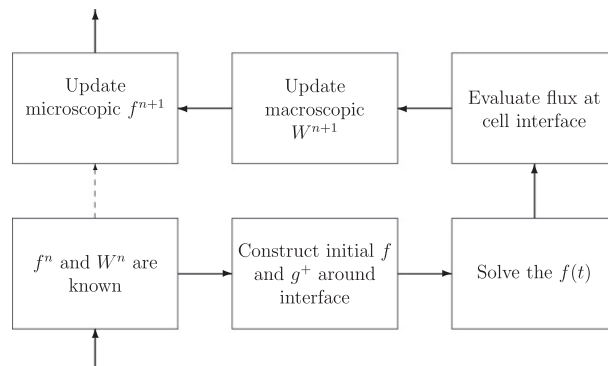 Update
microscopic $f^{n+1}$
Update
macroscopic
$W^{n+1}$
Evaluate flux at
cell interface
$f^n$ and $W^n$ are
known
Construct initial $f$
and $g^+$ around
interface
Solve the $f(t)$